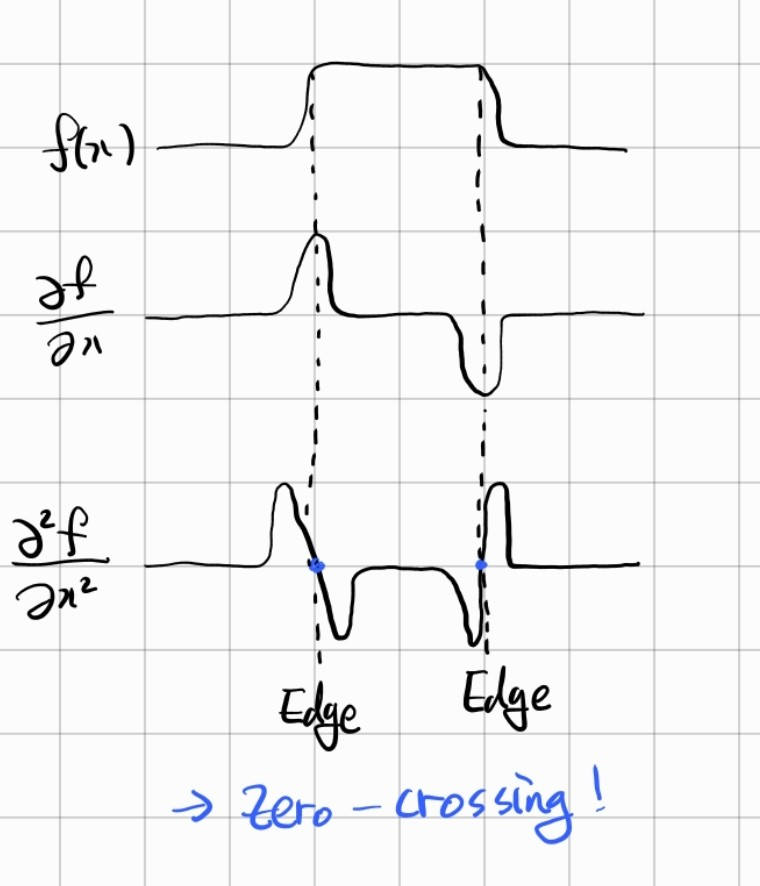 f(x)
∂f
∂x
∂²f
∂x²
Edge
Edge
→ Zero - crossing!